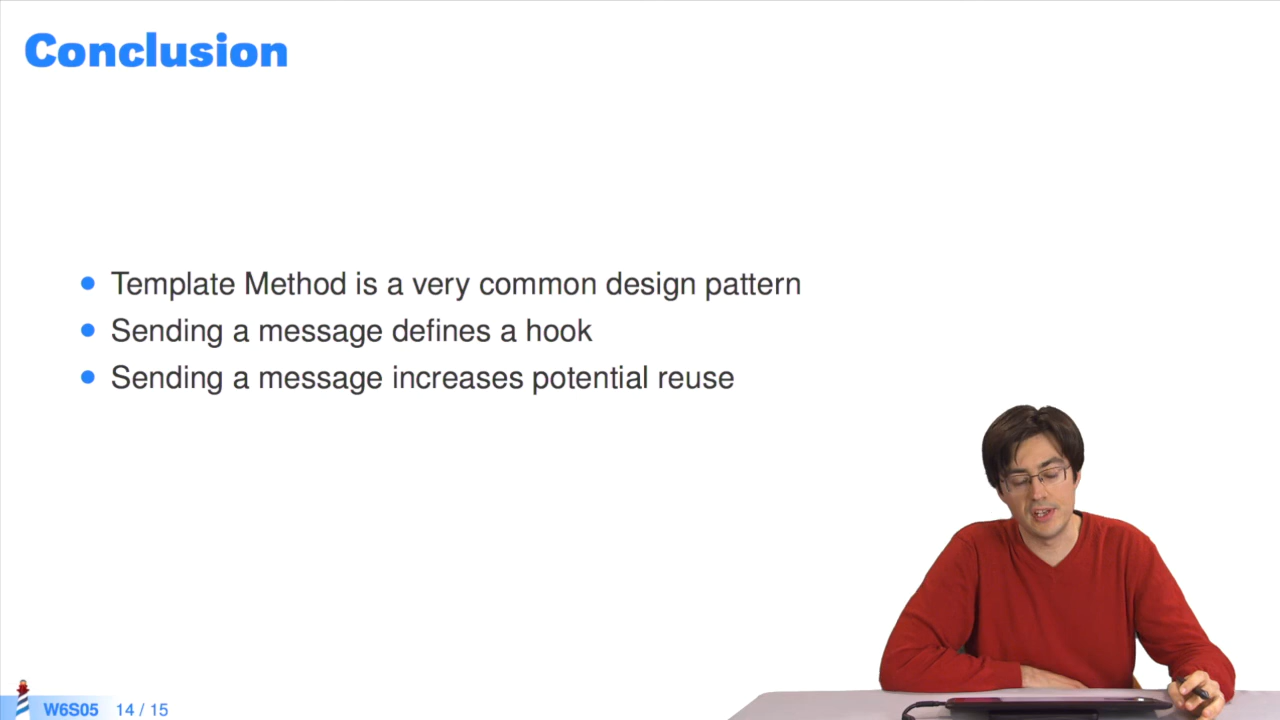 Conclusion
Template Method is a very common design pattern
Sending a message defines a hook
Sending a message increases potential reuse
W6S05 14 / 15